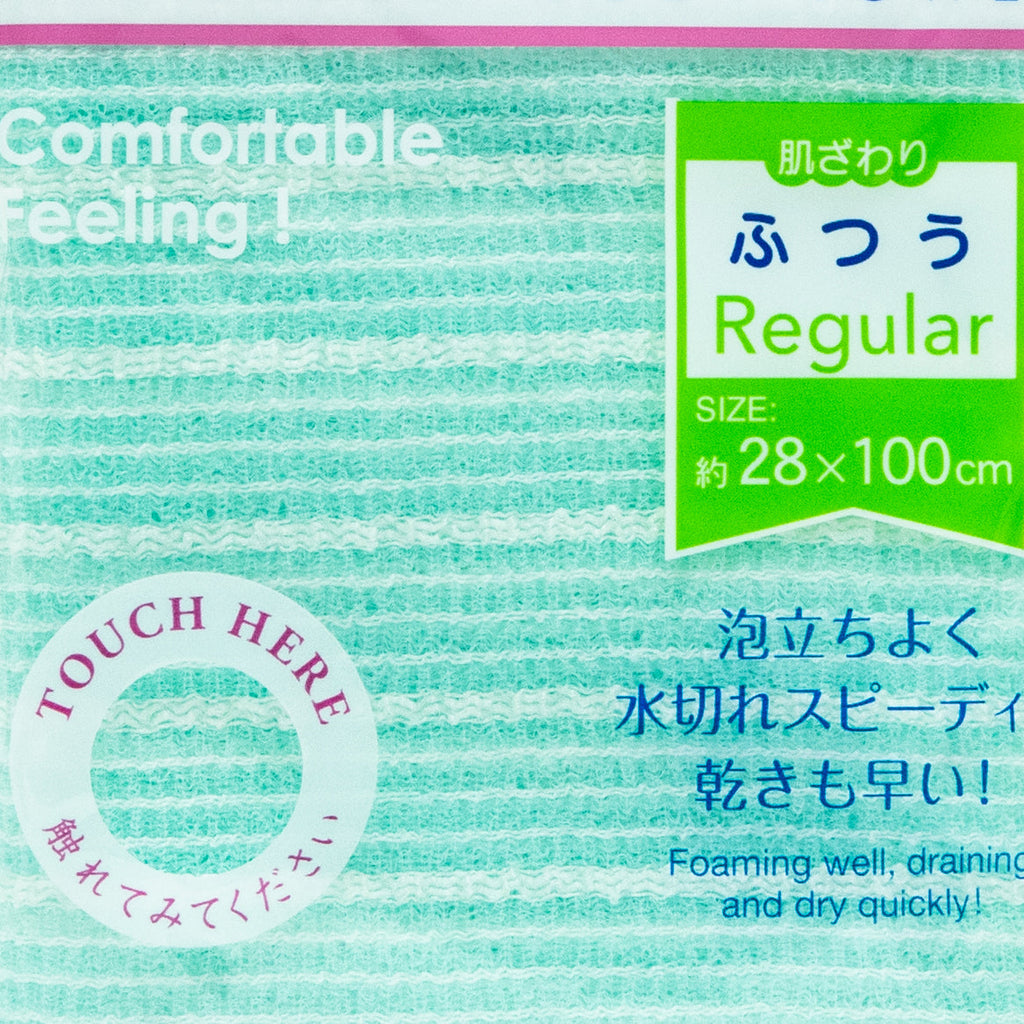 Comfortable
Feeling !
肌ざわり
ふつう
Regular
SIZE:
約 28×100cm
TOUCH HERE
触れてみてください
泡立ちよく
水切れスピーディ
乾きも早い!
Foaming well, draining
and dry quickly!